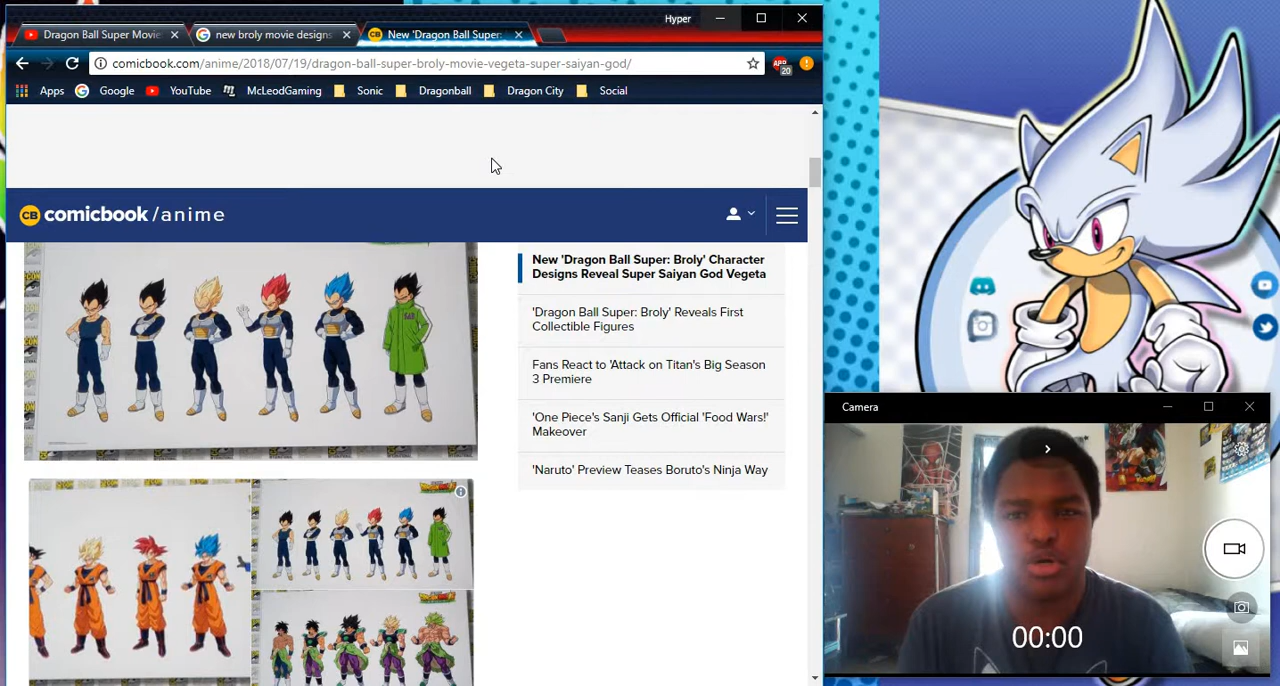 Hyper
Dragon Ball Super Movi
new broly movie designs
New 'Dragon Ball Super:
comicbook.com/anime/2018/07/19/dragon-ball-super-broly-movie-vegeta-super-saiyan-god/
20
Apps
Google
YouTube
McLeodGaming
Sonic
Dragonball
Dragon City
Social
CB comicbook /anime
New 'Dragon Ball Super: Broly' Character
Designs Reveal Super Saiyan God Vegeta
'Dragon Ball Super: Broly' Reveals First
Collectible Figures
Fans React to 'Attack on Titan's Big Season
3 Premiere
'One Piece's Sanji Gets Official 'Food Wars!'
Makeover
'Naruto' Preview Teases Boruto's Ninja Way
Camera
00:00